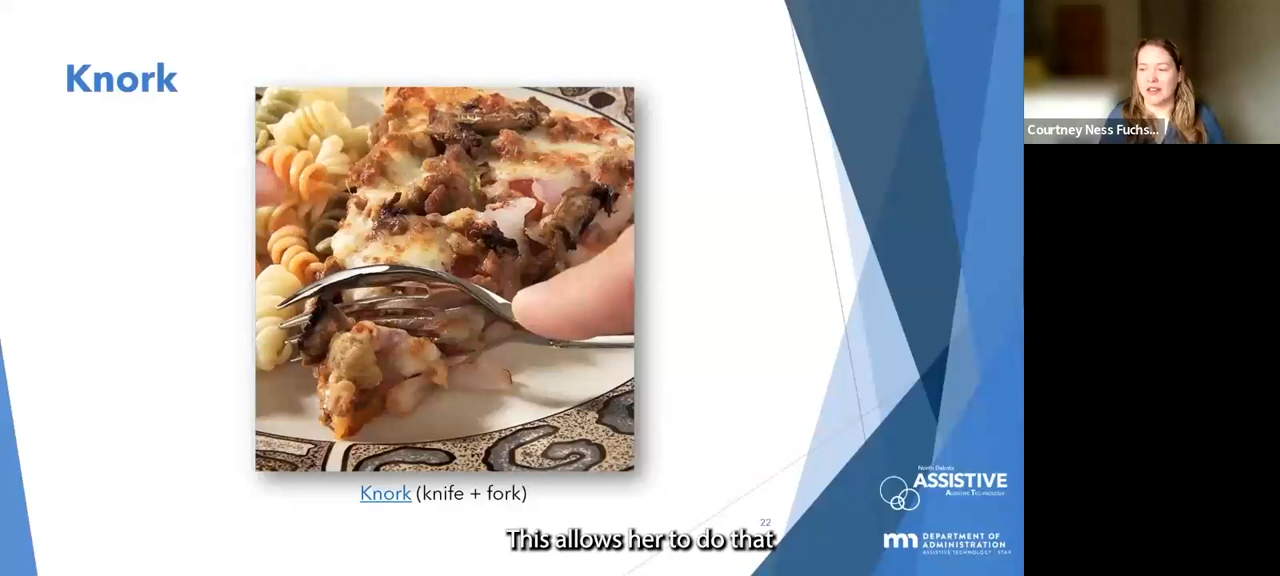 Knork
Knork (knife + fork)
This allows her to do that
22
North Dakota
ASSISTIVE
DEPARTMENT OF
ADMINISTRATION
ASSISTIVE TECHNOLOGY | STAR
Courtney Ness Fuchs...